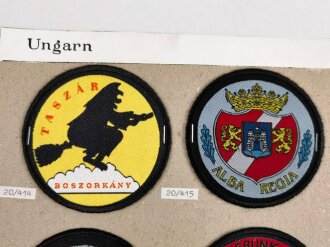 Ungarn
TASZÁR
BOSZORKÁNY
ALBA REGIA
20/414
20/415